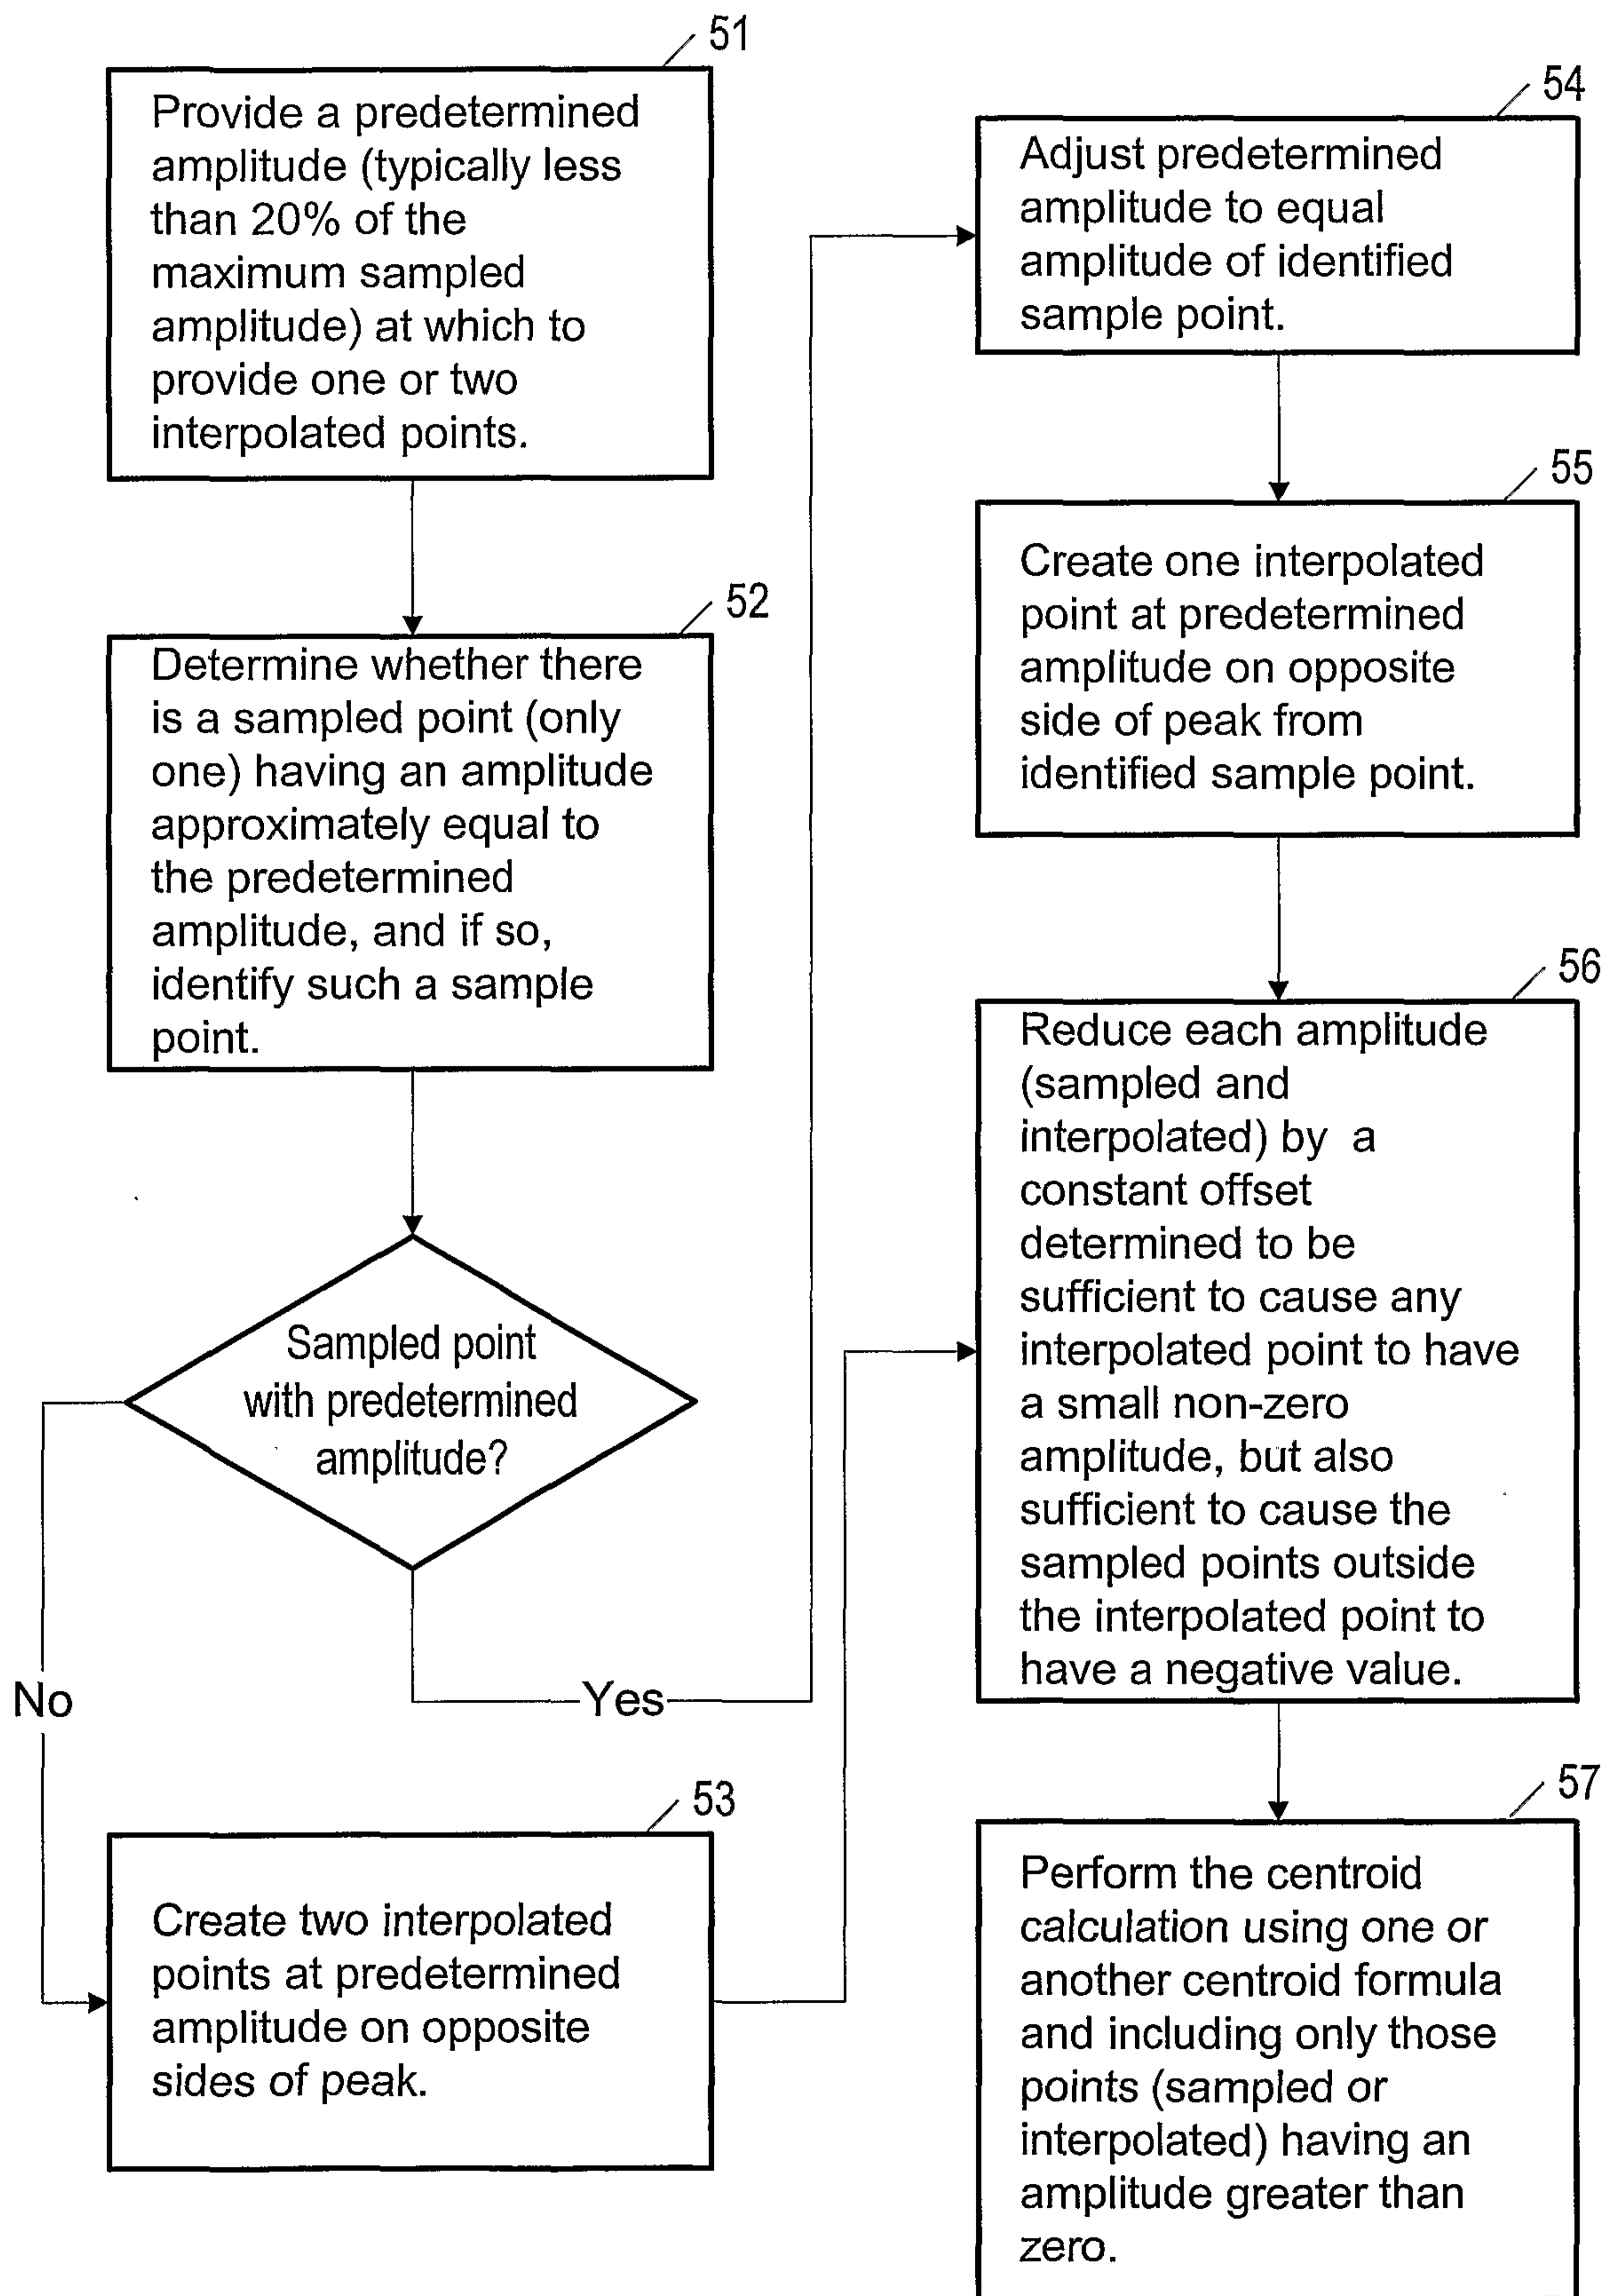 51
Provide a predetermined
amplitude (typically less
than 20% of the
maximum sampled
amplitude) at which to
provide one or two
interpolated points.
52
Determine whether there
is a sampled point (only
one) having an amplitude
approximately equal to
the predetermined
amplitude, and if so,
identify such a sample
point.
Sampled point
with predetermined
amplitude?
No
Yes
53
Create two interpolated
points at predetermined
amplitude on opposite
sides of peak.
54
Adjust predetermined
amplitude to equal
amplitude of identified
sample point.
55
Create one interpolated
point at predetermined
amplitude on opposite
side of peak from
identified sample point.
56
Reduce each amplitude
(sampled and
interpolated) by a
constant offset
determined to be
sufficient to cause any
interpolated point to have
a small non-zero
amplitude, but also
sufficient to cause the
sampled points outside
the interpolated point to
have a negative value.
57
Perform the centroid
calculation using one or
another centroid formula
and including only those
points (sampled or
interpolated) having an
amplitude greater than
zero.